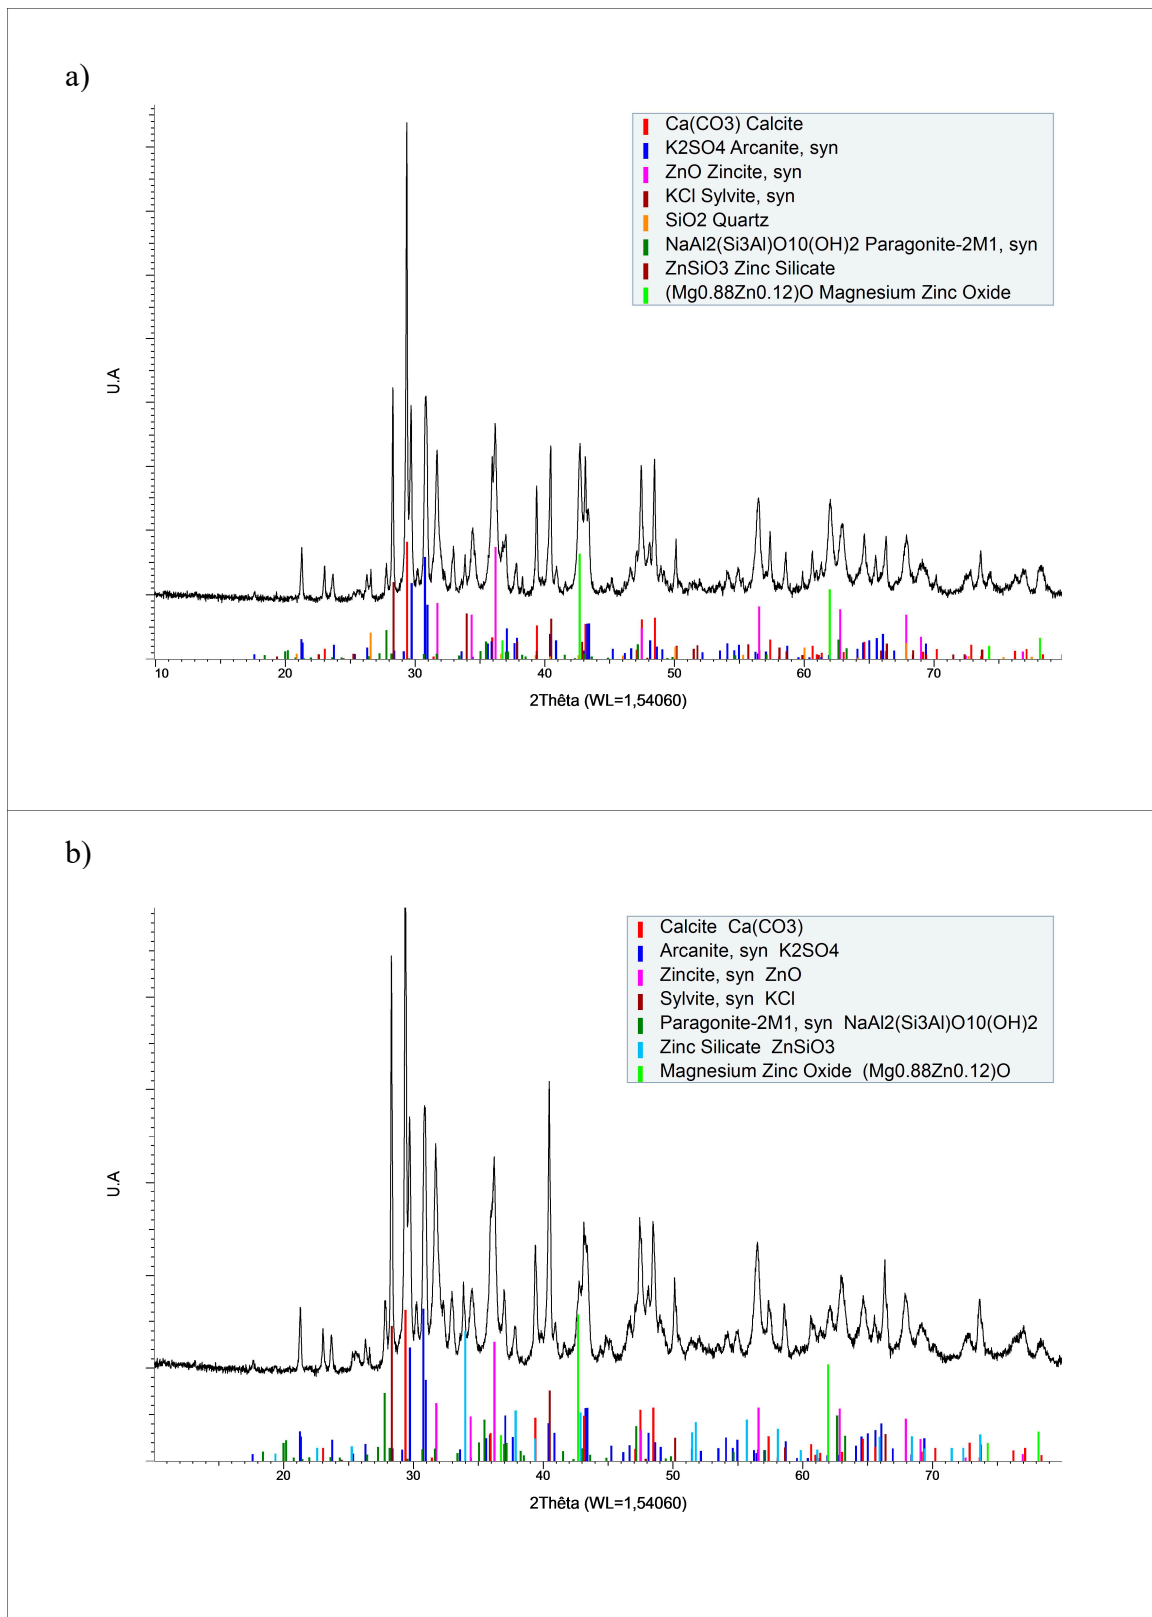 a)
Ca(CO3) Calcite
K2SO4 Arcanite, syn
ZnO Zincite, syn
KCl Sylvite, syn
SiO2 Quartz
NaAl2(Si3Al)O10(OH)2 Paragonite-2M1, syn
ZnSiO3 Zinc Silicate
(Mg0.88Zn0.12)O Magnesium Zinc Oxide
U.A
10 20 30 40 50 60 70
2Thêta (WL=1,54060)
b)
Calcite Ca(CO3)
Arcanite, syn K2SO4
Zincite, syn ZnO
Sylvite, syn KCl
Paragonite-2M1, syn NaAl2(Si3Al)O10(OH)2
Zinc Silicate ZnSiO3
Magnesium Zinc Oxide (Mg0.88Zn0.12)O
U.A
20 30 40 50 60 70
2Thêta (WL=1,54060)